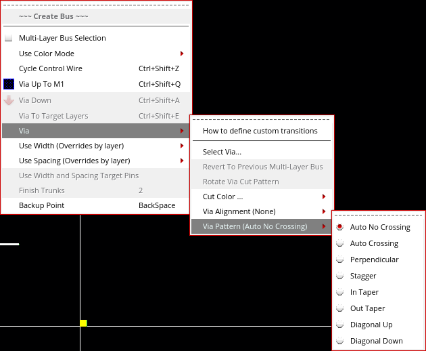 ~~~ Create Bus ~~~
Multi-Layer Bus Selection
Use Color Mode
Cycle Control Wire Ctrl+Shift+Z
Via Up To M1 Ctrl+Shift+Q
Via Down Ctrl+Shift+A
Via To Target Layers Ctrl+Shift+E
Via
Use Width (Overrides by layer)
Use Spacing (Overrides by layer)
Use Width and Spacing Target Pins
Finish Trunks 2
Backup Point BackSpace
How to define custom transitions
Select Via...
Revert To Previous Multi-Layer Bus
Rotate Via Cut Pattern
Cut Color ...
Via Alignment (None)
Via Pattern (Auto No Crossing)
Auto No Crossing
Auto Crossing
Perpendicular
Stagger
In Taper
Out Taper
Diagonal Up
Diagonal Down